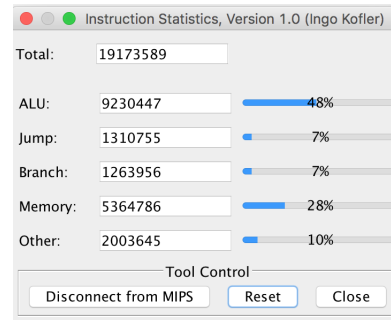 Instruction Statistics, Version 1.0 (Ingo Kofler)
Total: 19173589
ALU: 9230447 48%
Jump: 1310755 7%
Branch: 1263956 7%
Memory: 5364786 28%
Other: 2003645 10%
Tool Control
Disconnect from MIPS Reset Close